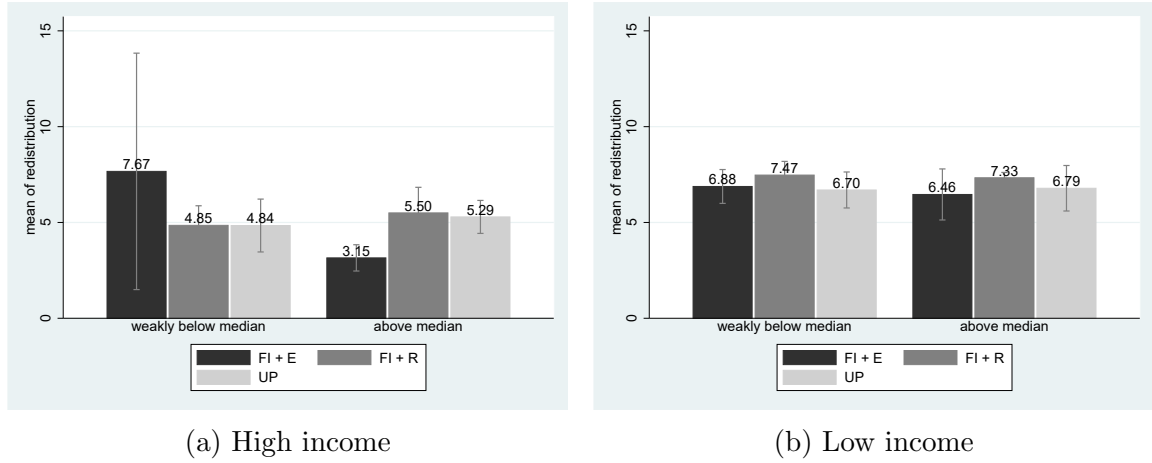 mean of redistribution
15
10
5
0
7.67
4.85
4.84
3.15
5.50
5.29
weakly below median above median
FI + E FI + R
UP
(a) High income
mean of redistribution
15
10
5
0
6.88
7.47
6.70
6.46
7.33
6.79
weakly below median above median
FI + E FI + R
UP
(b) Low income